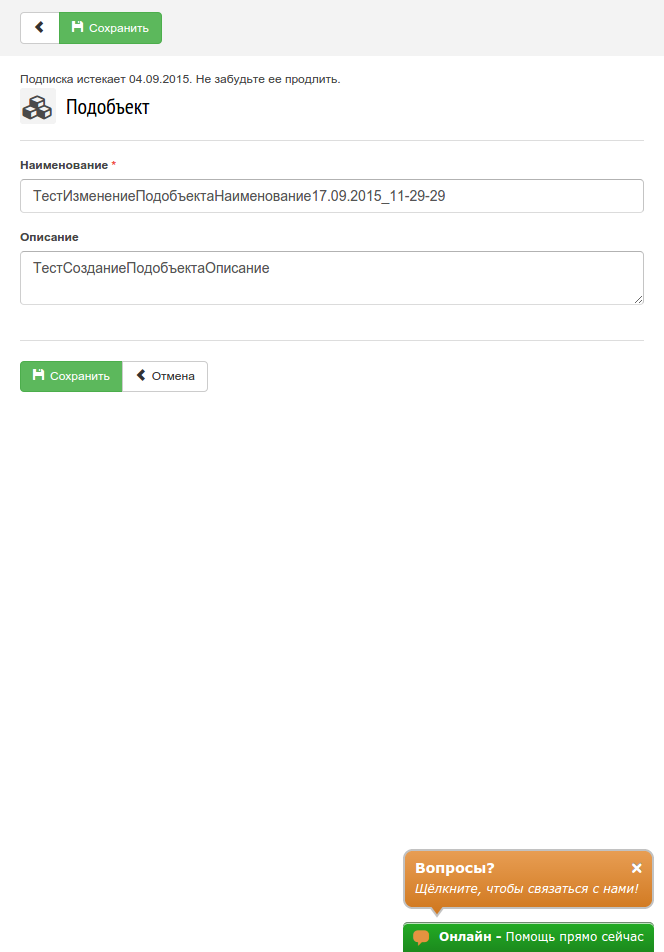 Сохранить
Подписка истекает 04.09.2015. Не забудьте ее продлить.
Подобъект
Наименование *
ТестИзменениеПодобъектаНаименование17.09.2015_11-29-29
Описание
ТестСозданиеПодобъектаОписание
Сохранить Отмена
Вопросы? ×
Щёлкните, чтобы связаться с нами!
Онлайн – Помощь прямо сейчас